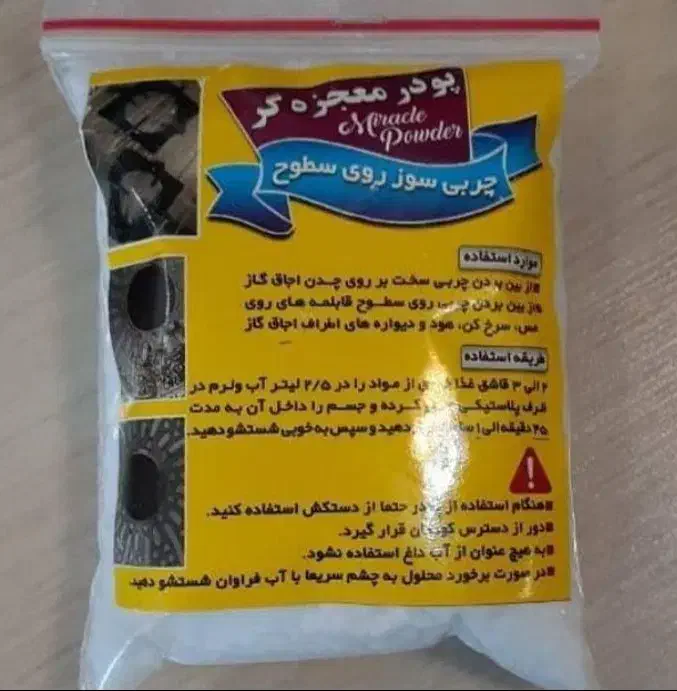 پودر معجزه گر
Miracle
Powder
چربی سوز روی سطوح
موارد استفاده
از بین بردن چربی سخت بر روی چدن اجاق گاز
از بین بردن چربی روی سطوح قابلمه های روی
مس، سرخ کن، هود و دیواره های اطراف اجاق گاز
طریقه استفاده
۲ الی ۳ قاشق از مواد را در ۲/۵ لیتر آب ولرم در
ظرف پلاستیکی کرده و جسم را داخل آن به مدت
۴۵ دقیقه الی ۱ دهید و سپس به خوبی شستشو دهید.
هنگام استفاده از پودر حتما از دستکش استفاده کنید.
دور از دسترس کودکان قرار گیرد.
به هیچ عنوان از آب داغ استفاده نشود.
در صورت برخورد محلول به چشم سریعا با آب فراوان شستشو دهید.